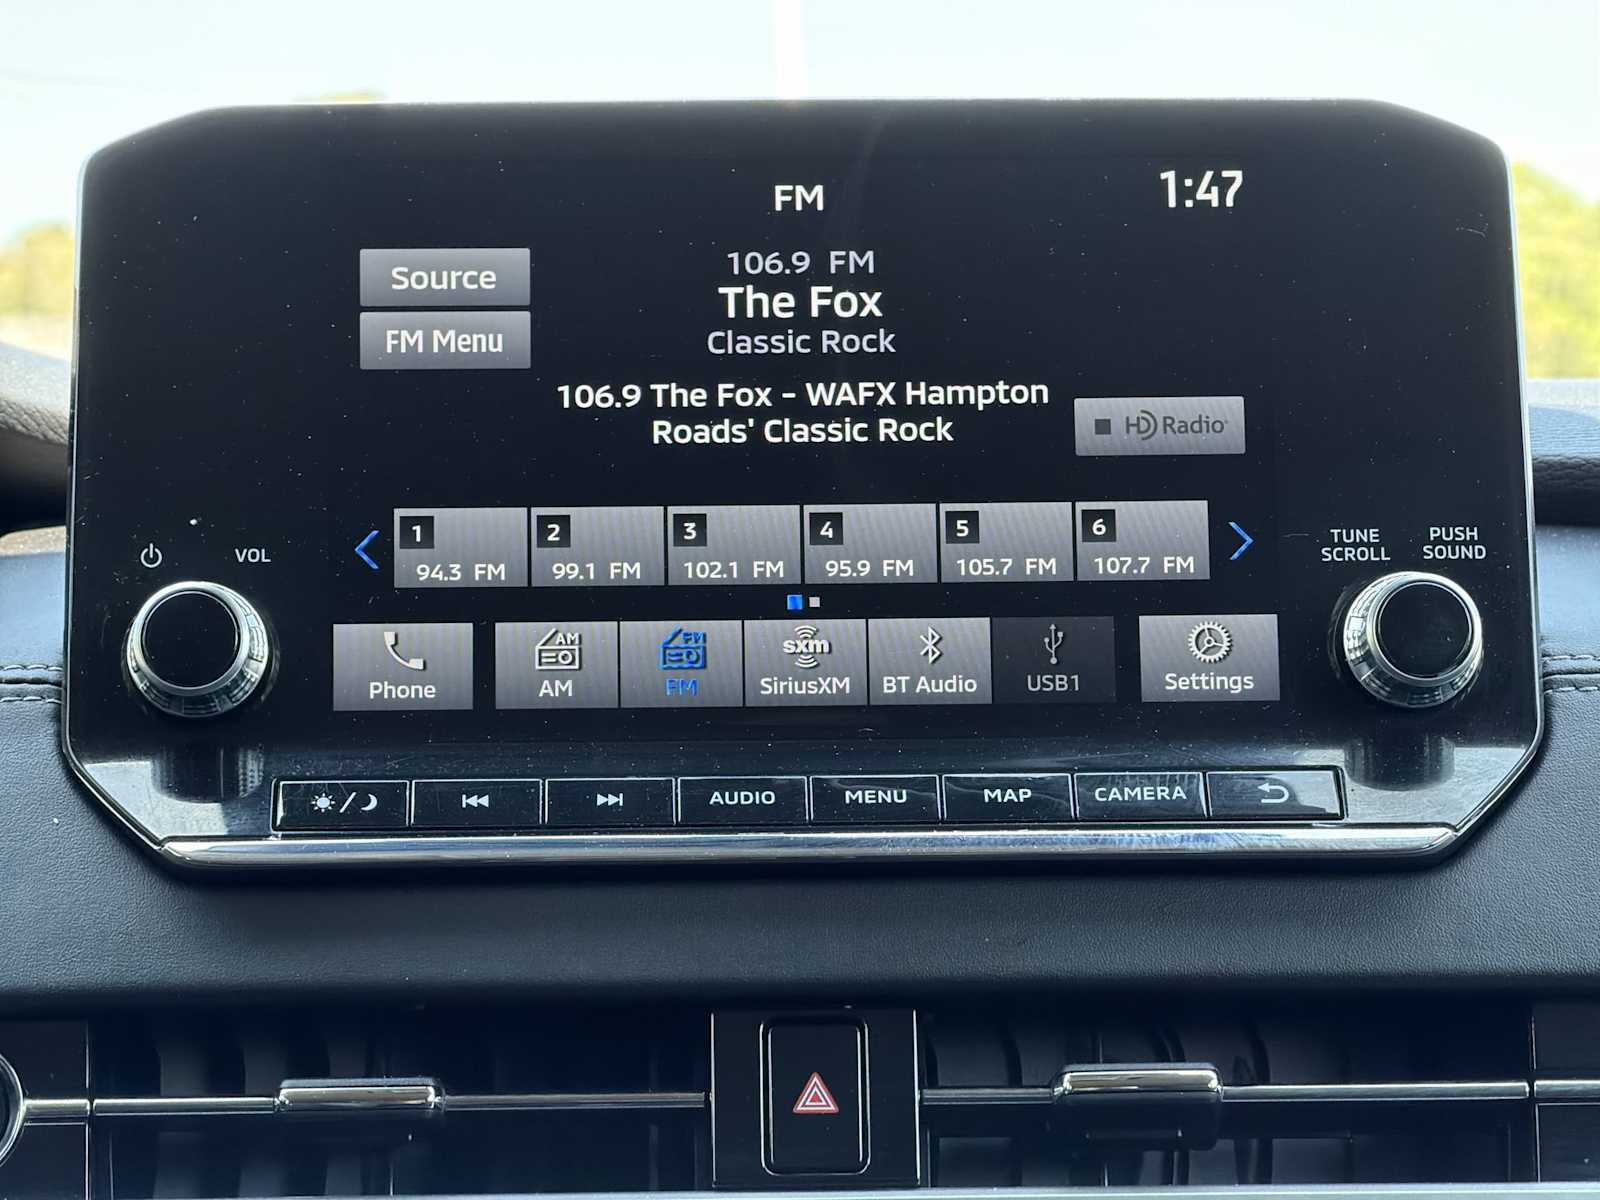 FM
1:47
Source
106.9 FM
The Fox
FM Menu
Classic Rock
106.9 The Fox - WAFX Hampton
Roads' Classic Rock
HD Radio
1 2 3 4 5 6
94.3 FM 99.1 FM 102.1 FM 95.9 FM 105.7 FM 107.7 FM
VOL
TUNE
SCROLL
PUSH
SOUND
AM FM sxm
Phone AM FM SiriusXM BT Audio USB1 Settings
AUDIO MENU MAP CAMERA